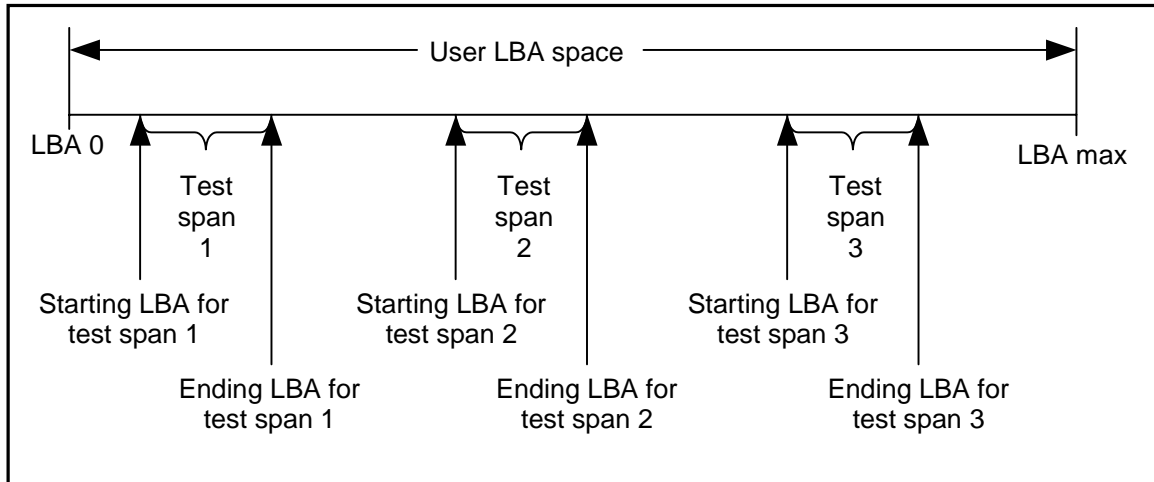 User LBA space
LBA 0
LBA max
Test
span
1
Test
span
2
Test
span
3
Starting LBA for
test span 1
Starting LBA for
test span 2
Starting LBA for
test span 3
Ending LBA for
test span 1
Ending LBA for
test span 2
Ending LBA for
test span 3